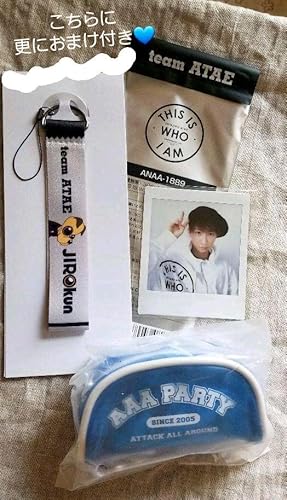 こちらに
更におまけ付き💙
team ATAE
THIS IS
WHO
I AM
ANAA-1889
team ATAE
JIROkun
THIS IS
WHO
AAA PARTY
SINCE 2005
ATTACK ALL AROUND